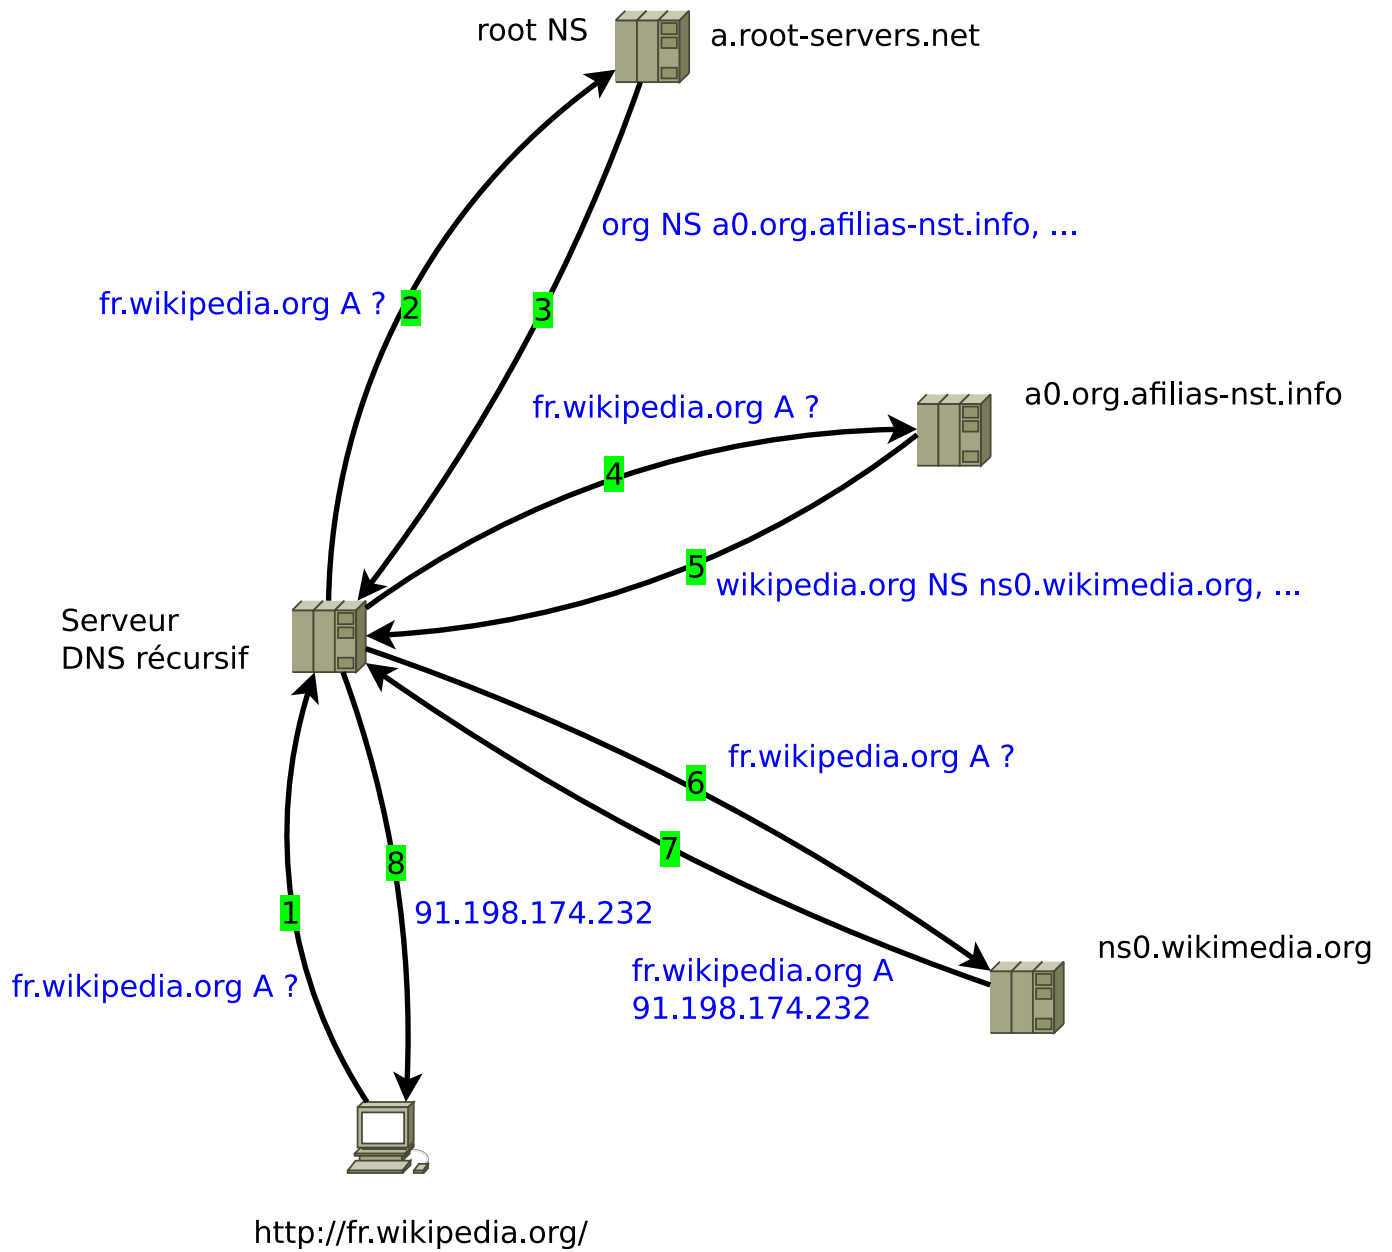 root NS
a.root-servers.net
org NS a0.org.afilias-nst.info, ...
fr.wikipedia.org A ?
2
3
a0.org.afilias-nst.info
fr.wikipedia.org A ?
4
5
wikipedia.org NS ns0.wikimedia.org, ...
Serveur
DNS récursif
fr.wikipedia.org A ?
6
7
8
1
91.198.174.232
ns0.wikimedia.org
fr.wikipedia.org A
91.198.174.232
fr.wikipedia.org A ?
http://fr.wikipedia.org/